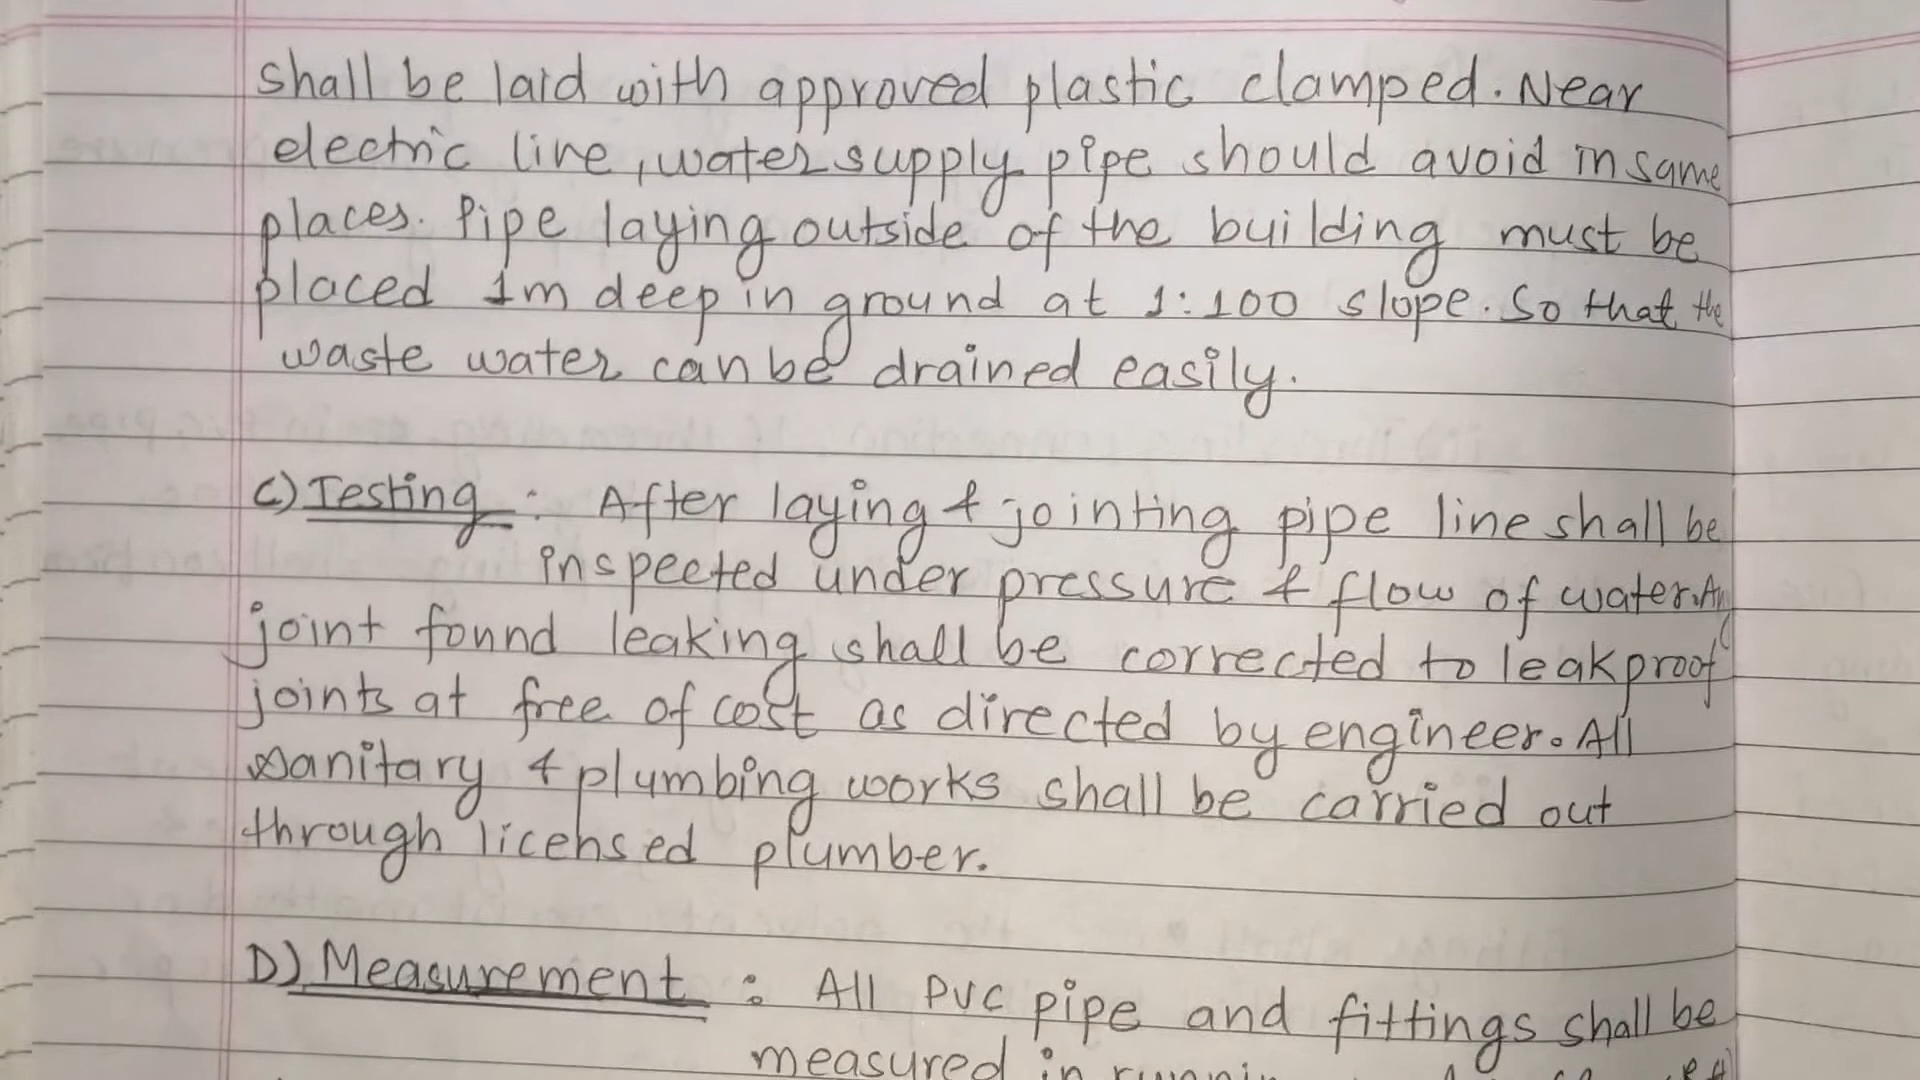 shall be laid with approved plastic clamped. Near
electric line, water supply pipe should avoid in same
places. Pipe laying outside of the building must be
placed 1m deep in ground at 1:100 slope. So that the
waste water can be drained easily.
C) Testing : After laying & jointing pipe line shall be
inspected under pressure & flow of water. Any
joint found leaking shall be corrected to leakproof
joints at free of cost as directed by engineer. All
sanitary & plumbing works shall be carried out
through licensed plumber.
D) Measurement : All PVC pipe and fittings shall be
measured in